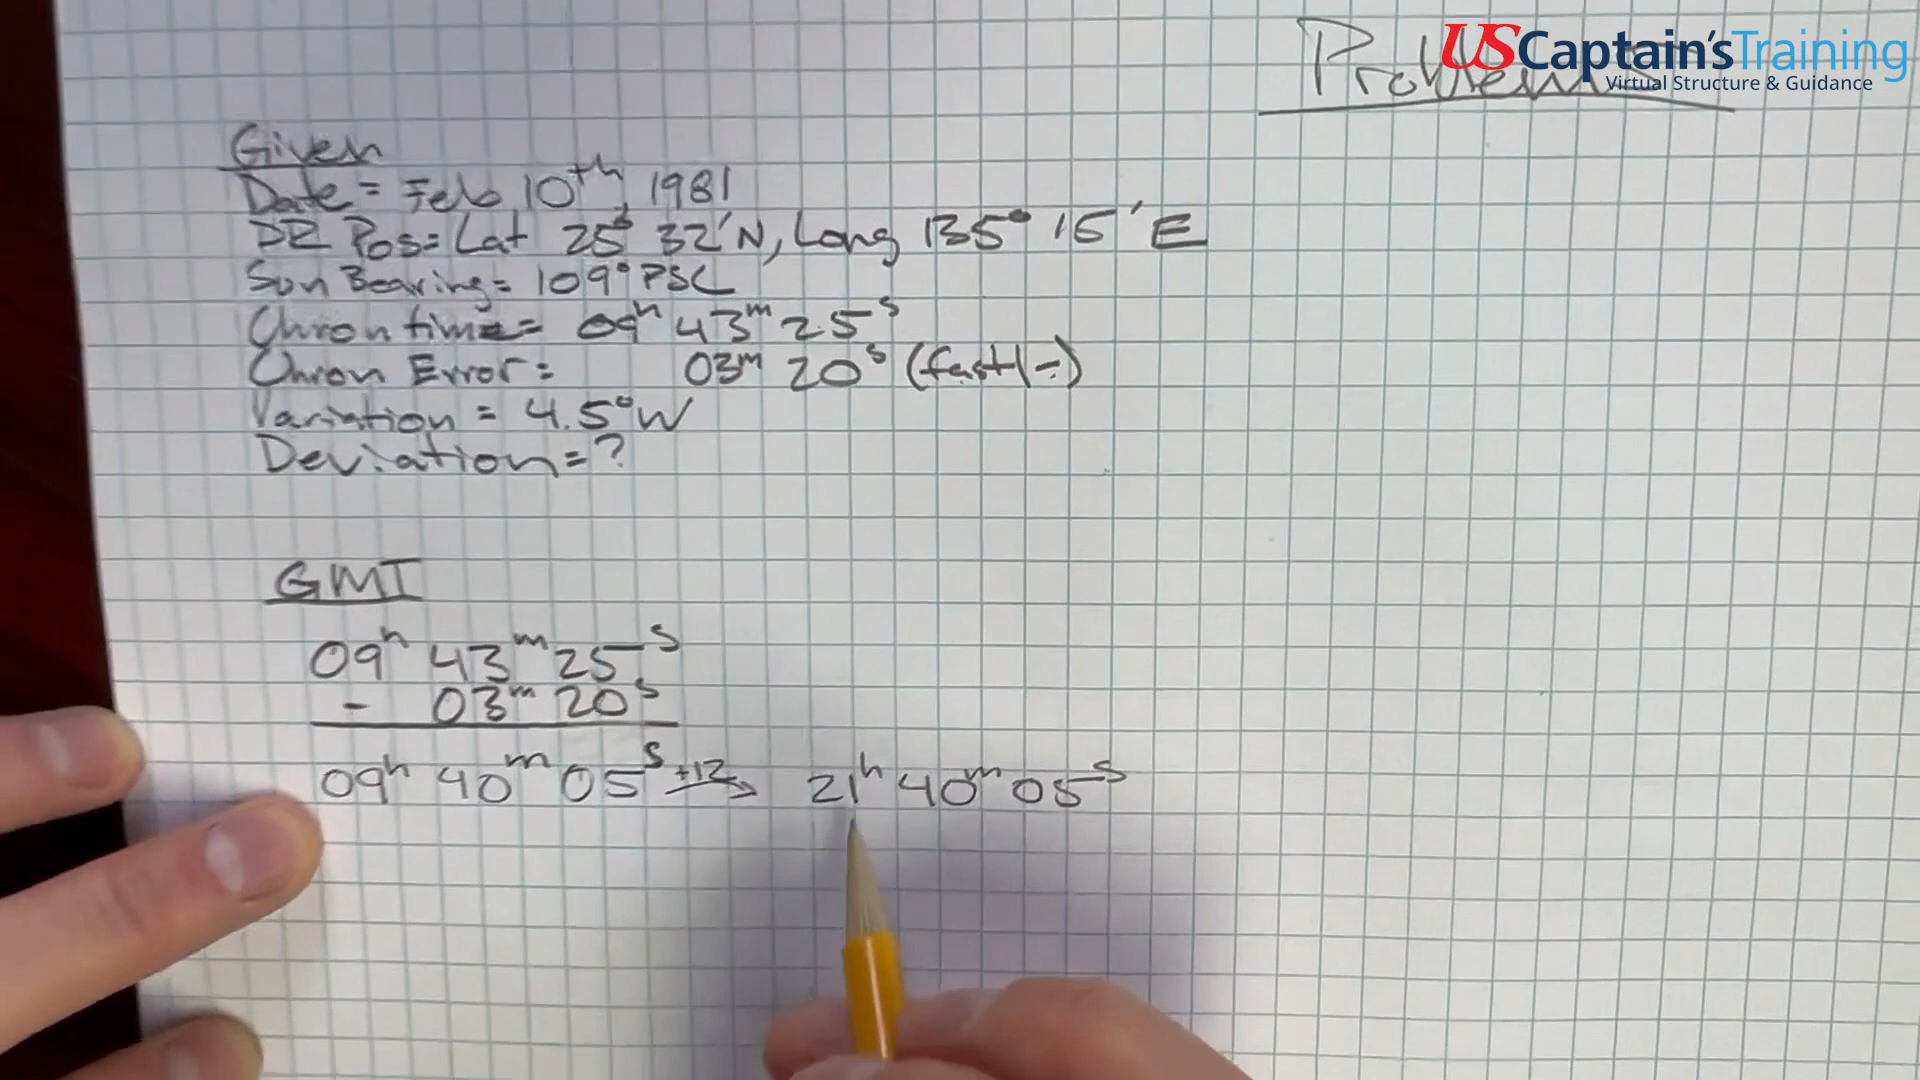 Problems
USCaptain'sTraining
Virtual Structure & Guidance
Given
Date = Feb 10th, 1981
DR Pos= Lat 25° 32'N, Long 135° 15' E
Sun Bearing= 109° PSC
Chron time= 09h 43m 25s
Chron Error= 03m 20s (fast/-)
Variation = 4.5°W
Deviation=?
GMT
09h 43m 25s
- 03m 20s
09h 40m 05s +12 → 21h 40m 05s